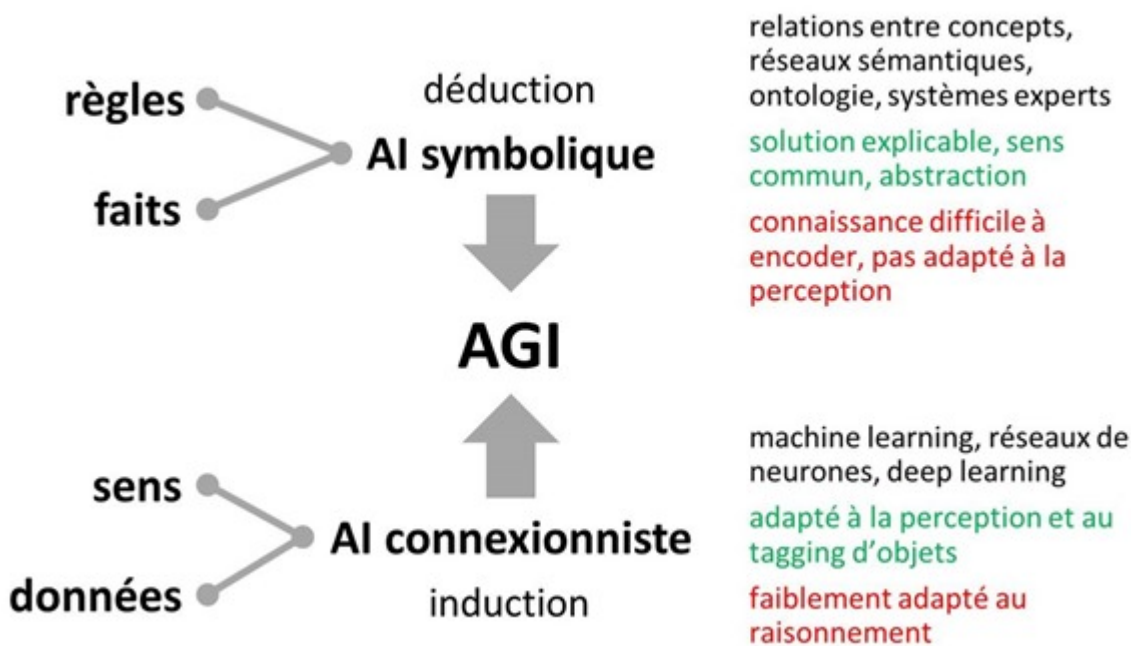 règles
faits
déduction
AI symbolique
relations entre concepts,
réseaux sémantiques,
ontologie, systèmes experts
solution explicable, sens
commun, abstraction
connaissance difficile à
encoder, pas adapté à la
perception
AGI
sens
données
AI connexionniste
induction
machine learning, réseaux de
neurones, deep learning
adapté à la perception et au
tagging d’objets
faiblement adapté au
raisonnement